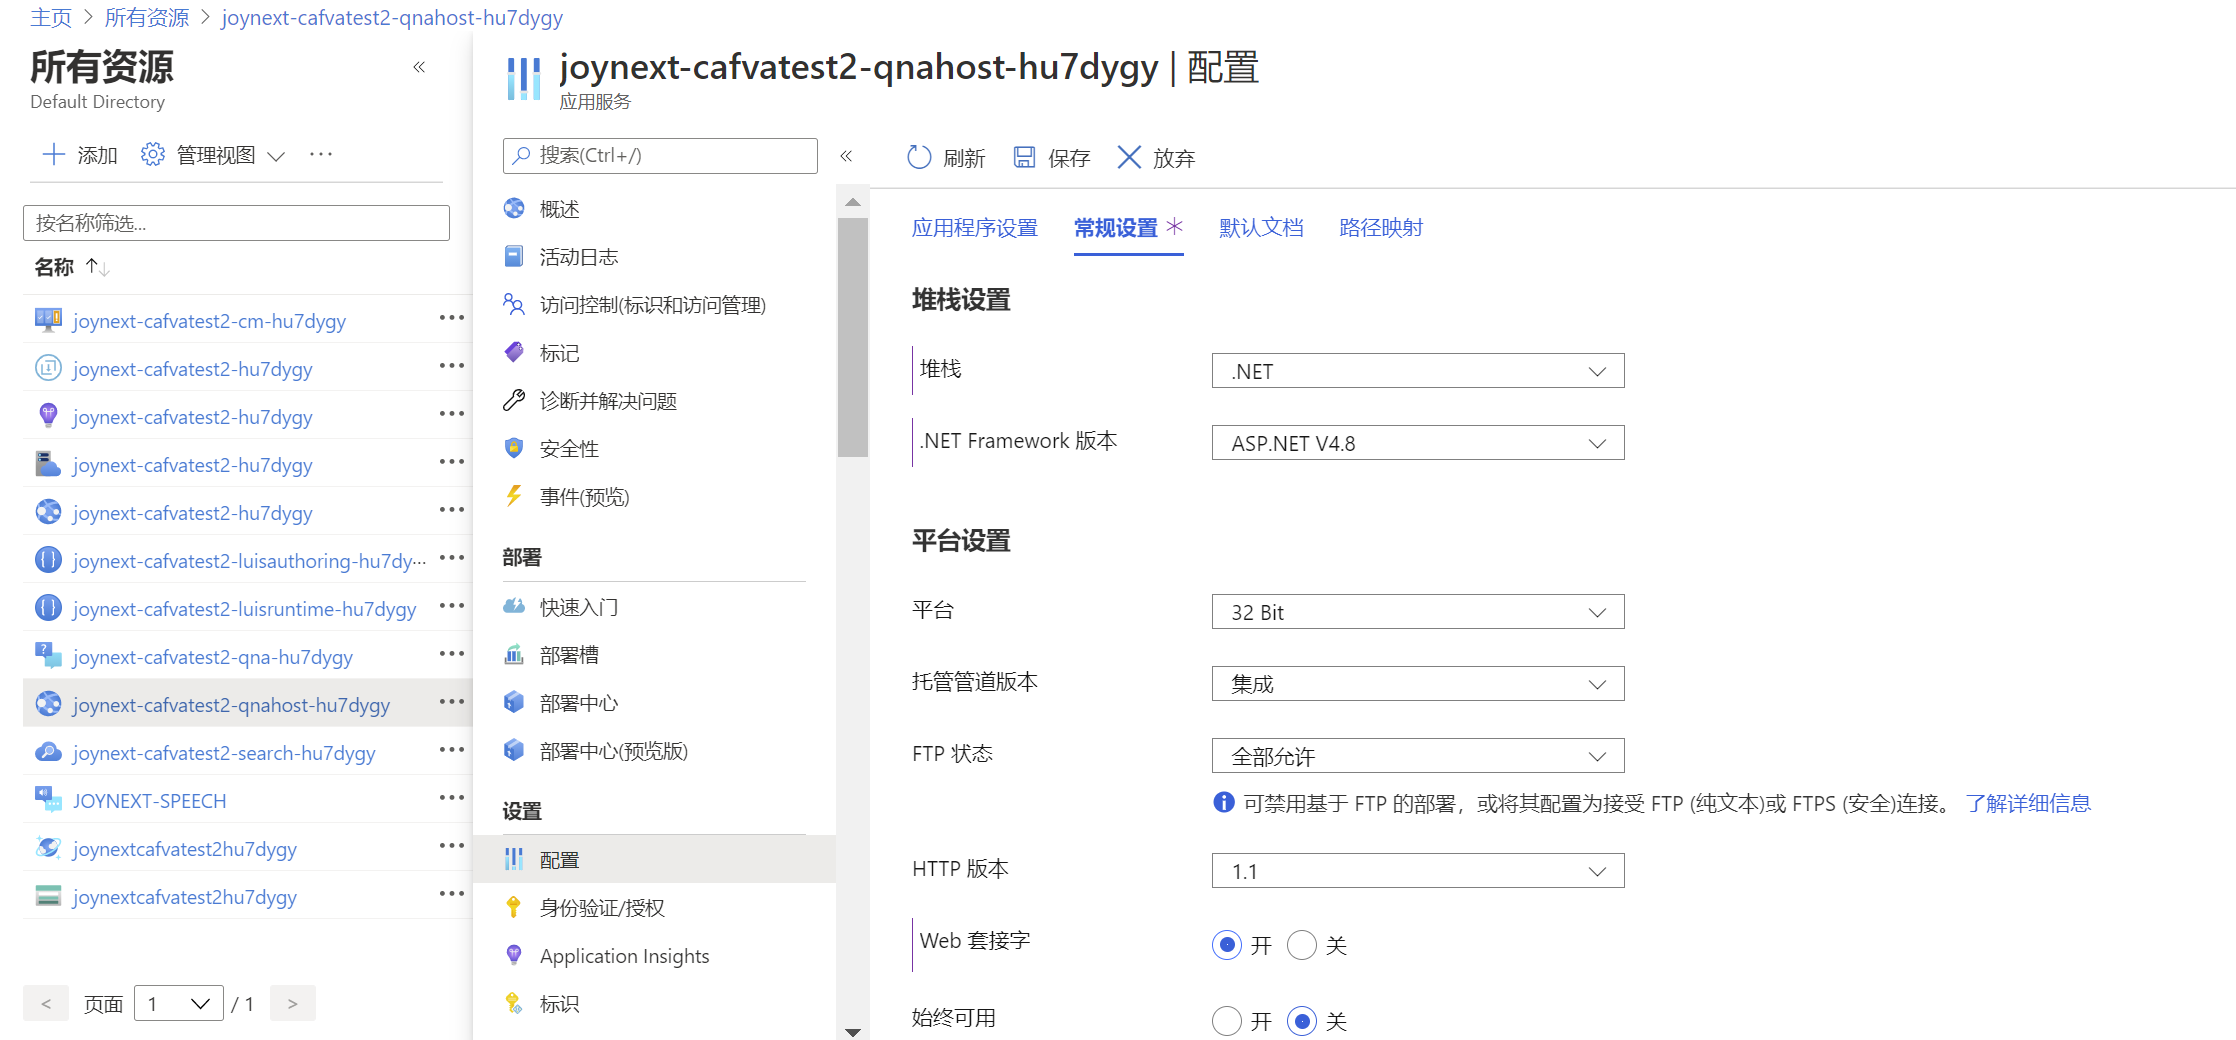 主页 > 所有资源 > joynext-cafvatest2-qnahost-hu7dygy
所有资源
«
Default Directory
添加 管理视图 ···
按名称筛选...
名称 ↑↓
joynext-cafvatest2-cm-hu7dygy ···
joynext-cafvatest2-hu7dygy ···
joynext-cafvatest2-hu7dygy ···
joynext-cafvatest2-hu7dygy ···
joynext-cafvatest2-hu7dygy ···
joynext-cafvatest2-luisauthoring-hu7dy··· ···
joynext-cafvatest2-luisruntime-hu7dygy ···
joynext-cafvatest2-qna-hu7dygy ···
joynext-cafvatest2-qnahost-hu7dygy ···
joynext-cafvatest2-search-hu7dygy ···
JOYNEXT-SPEECH ···
joynextcafvatest2hu7dygy ···
joynextcafvatest2hu7dygy ···
< 页面 1 / 1 >
joynext-cafvatest2-qnahost-hu7dygy | 配置
应用服务
搜索(Ctrl+/) «
概述
活动日志
访问控制(标识和访问管理)
标记
诊断并解决问题
安全性
事件(预览)
部署
快速入门
部署槽
部署中心
部署中心(预览版)
设置
配置
身份验证/授权
Application Insights
标识
刷新 保存 放弃
应用程序设置 常规设置 * 默认文档 路径映射
堆栈设置
堆栈 .NET
.NET Framework 版本 ASP.NET V4.8
平台设置
平台 32 Bit
托管管道版本 集成
FTP 状态 全部允许
可禁用基于 FTP 的部署，或将其配置为接受 FTP (纯文本)或 FTPS (安全)连接。 了解详细信息
HTTP 版本 1.1
Web 套接字 开 关
始终可用 开 关